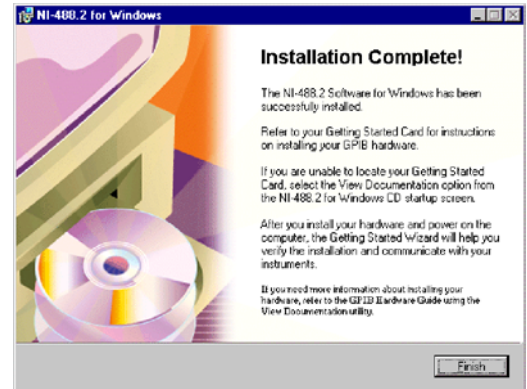 NI-488.2 for Windows
Installation Complete!
The NI-488.2 Software for Windows has been
successfully installed.
Refer to your Getting Started Card for instructions
on installing your GPIB hardware.
If you are unable to locate your Getting Started
Card, select the View Documentation option from
the NI-488.2 for Windows CD startup screen.
After you install your hardware and power on the
computer, the Getting Started Wizard will help you
verify the installation and communicate with your
instruments.
If you need more information about installing your
hardware, refer to the GPIB Hardware Guide using the
View Documentation utility.
Finish